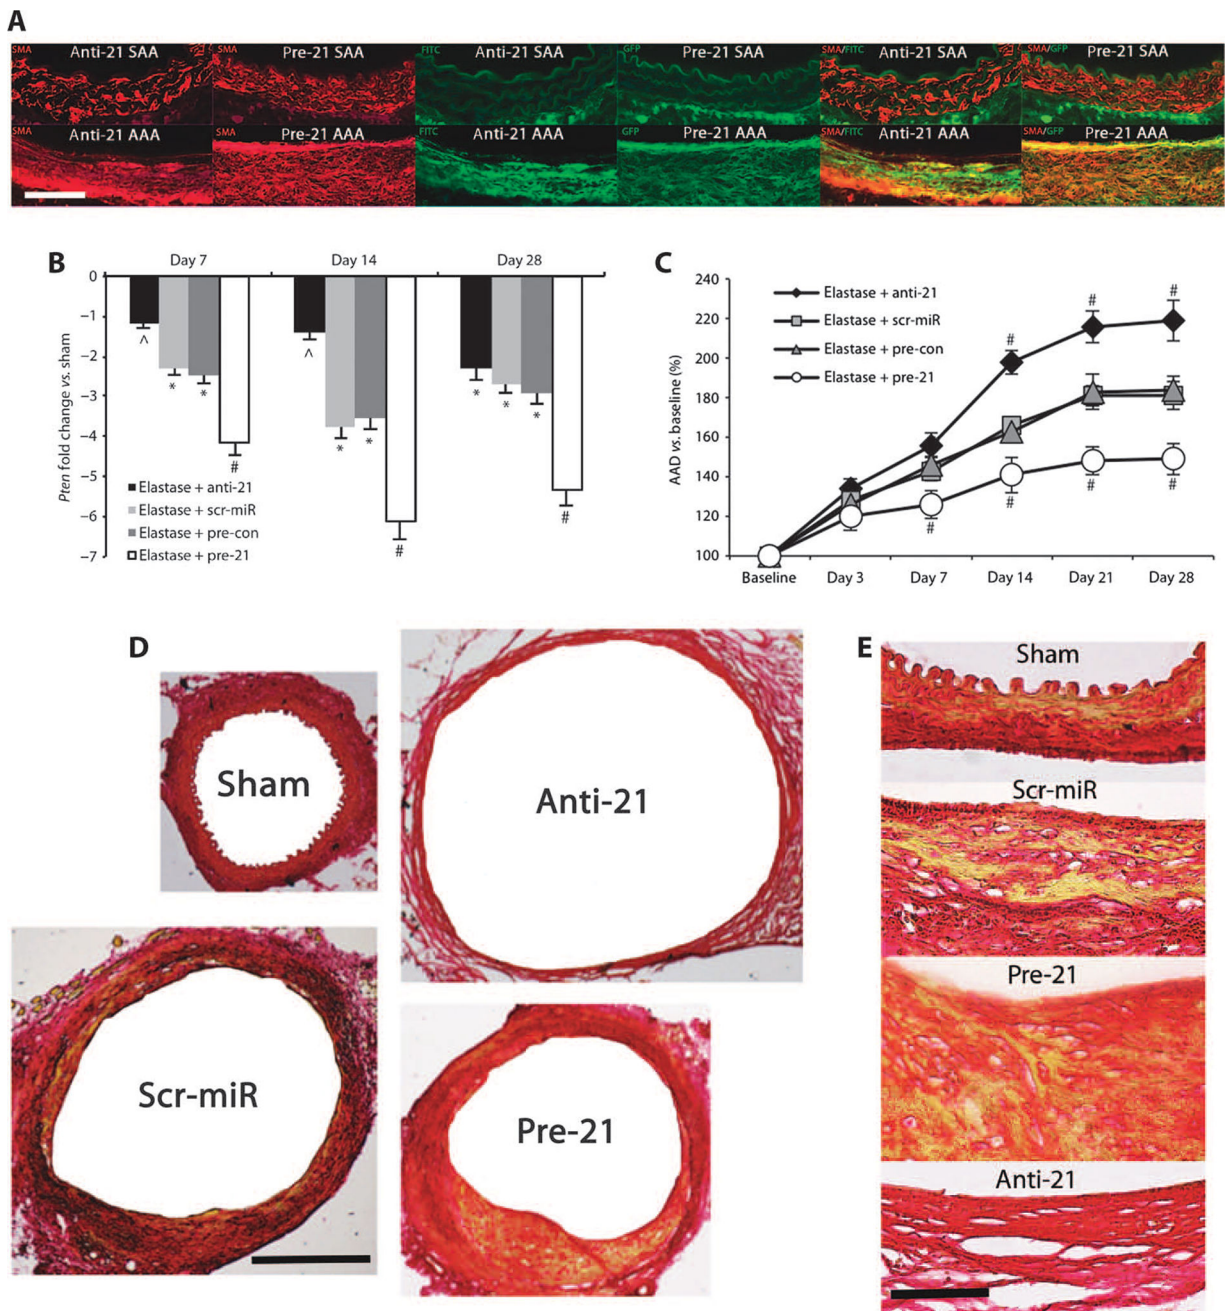 A
SMA Anti-21 SAA SMA Pre-21 SAA FITC Anti-21 SAA GFP Pre-21 SAA SMA/FITC Anti-21 SAA SMA/GFP Pre-21 SAA
SMA Anti-21 AAA SMA Pre-21 AAA FITC Anti-21 AAA GFP Pre-21 AAA SMA/FITC Anti-21 AAA SMA/GFP Pre-21 AAA
B
Day 7 Day 14 Day 28
0
−1
−2
−3
−4
−5
−6
−7
Pten fold change vs. sham
^ * * #
^ * * #
* * * #
Elastase + anti-21
Elastase + scr-miR
Elastase + pre-con
Elastase + pre-21
C
240
220
200
180
160
140
120
100
AAD vs. baseline (%)
Elastase + anti-21
Elastase + scr-miR
Elastase + pre-con
Elastase + pre-21
# # #
# # # #
Baseline Day 3 Day 7 Day 14 Day 21 Day 28
D
Sham
Anti-21
Scr-miR
Pre-21
E
Sham
Scr-miR
Pre-21
Anti-21